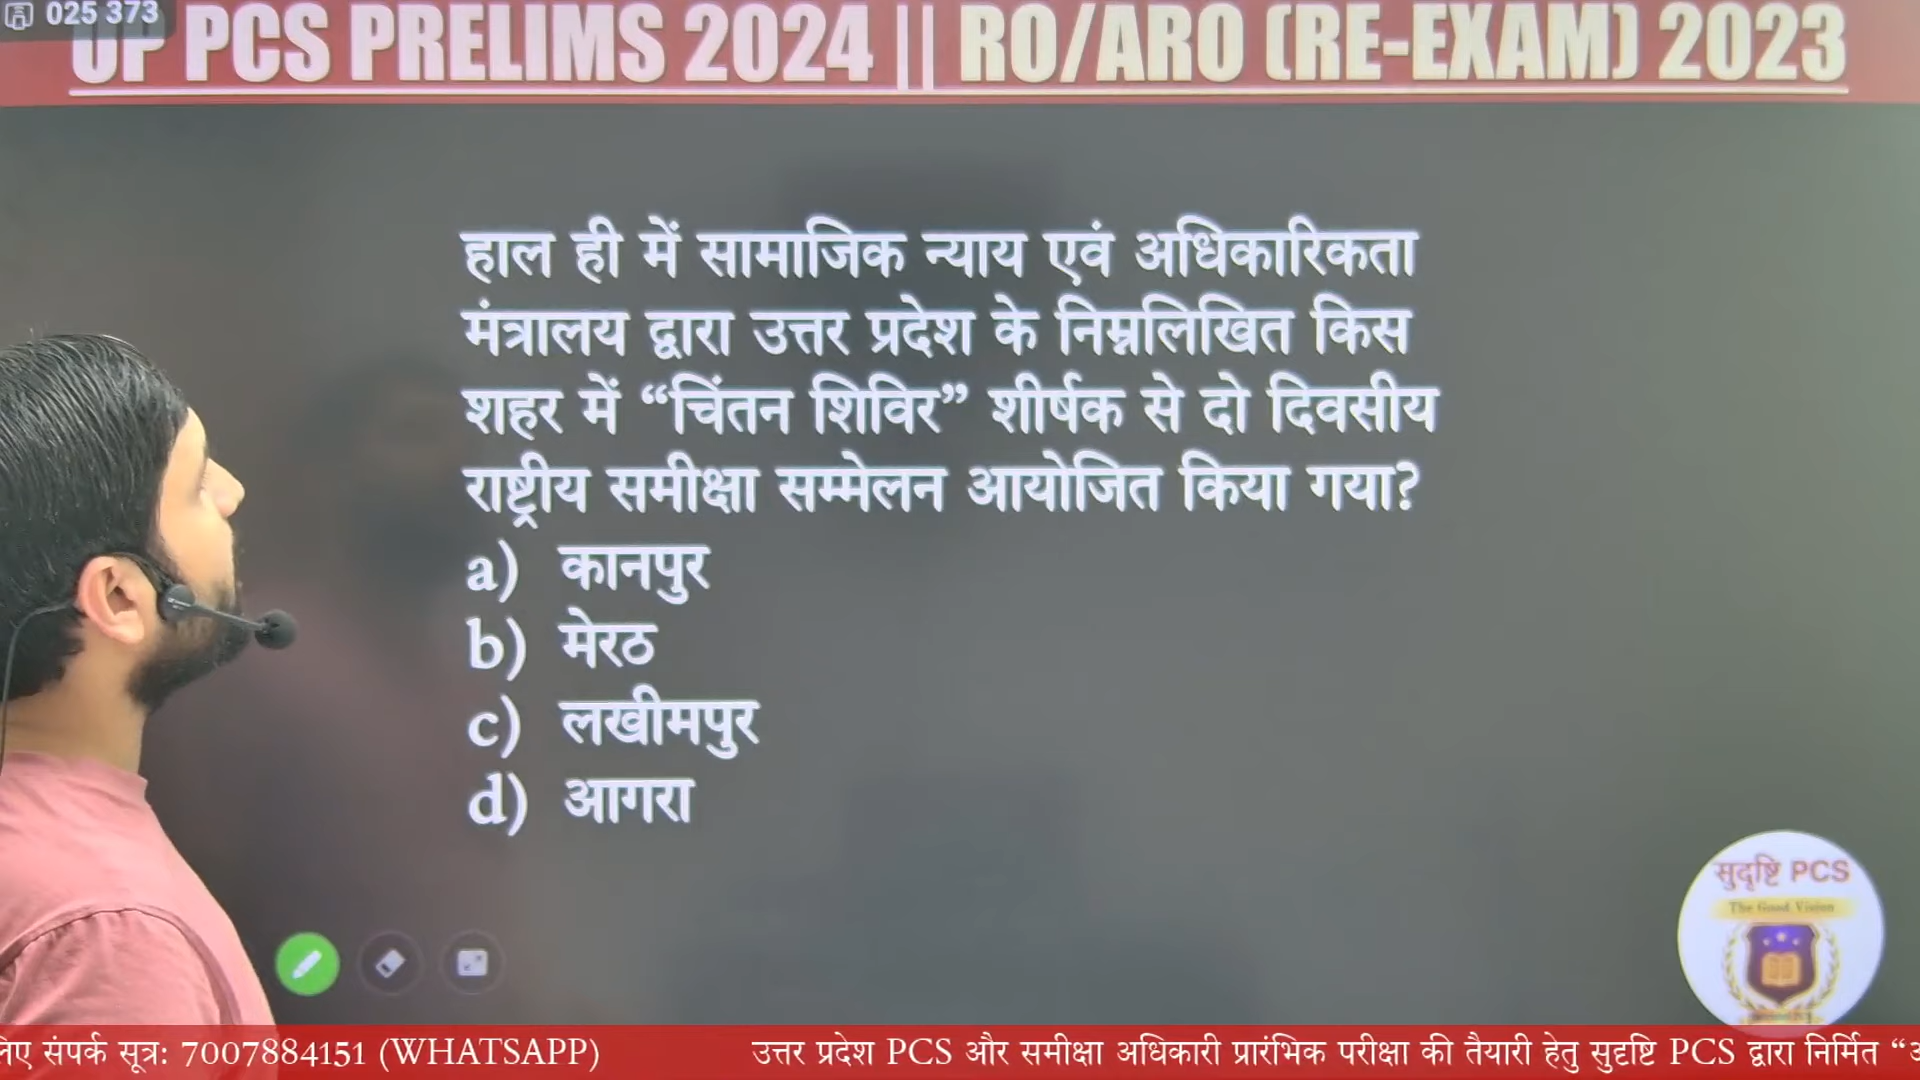 025 373
UP PCS PRELIMS 2024 || RO/ARO (RE-EXAM) 2023
हाल ही में सामाजिक न्याय एवं अधिकारिकता
मंत्रालय द्वारा उत्तर प्रदेश के निम्नलिखित किस
शहर में “चिंतन शिविर” शीर्षक से दो दिवसीय
राष्ट्रीय समीक्षा सम्मेलन आयोजित किया गया?
a) कानपुर
b) मेरठ
c) लखीमपुर
d) आगरा
सुदृष्टि PCS
The Good Vision
संपर्क सूत्र: 7007884151 (WHATSAPP) उत्तर प्रदेश PCS और समीक्षा अधिकारी प्रारंभिक परीक्षा की तैयारी हेतु सुदृष्टि PCS द्वारा निर्मित